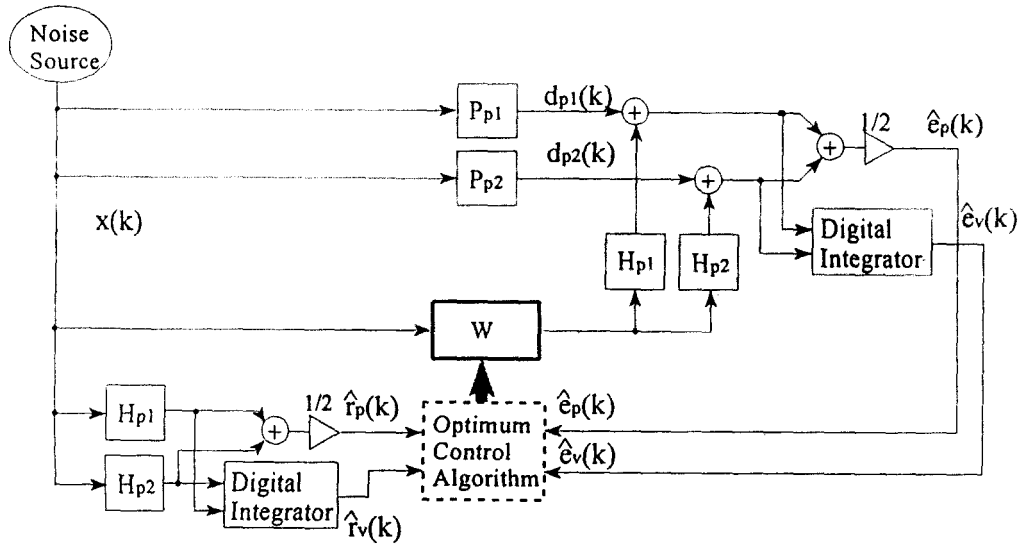 Noise
Source
Pp1
dp1(k)
1/2
êp(k)
Pp2
dp2(k)
x(k)
êv(k)
Digital
Integrator
Hp1
Hp2
W
Hp1
1/2
r̂p(k)
Optimum
Control
Algorithm
êp(k)
êv(k)
Hp2
Digital
Integrator
r̂v(k)